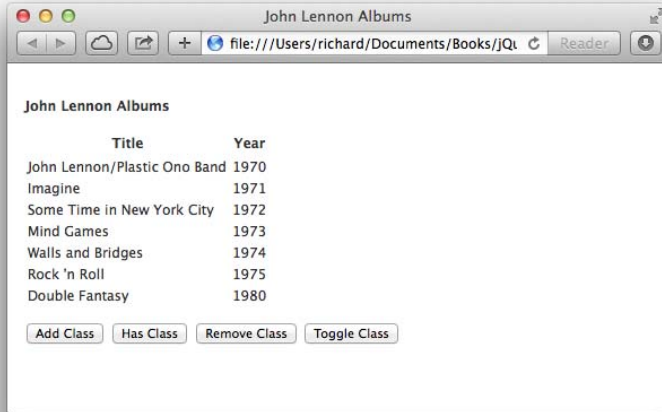 John Lennon Albums
file:///Users/richard/Documents/Books/jQu
Reader
John Lennon Albums
Title Year
John Lennon/Plastic Ono Band 1970
Imagine 1971
Some Time in New York City 1972
Mind Games 1973
Walls and Bridges 1974
Rock 'n Roll 1975
Double Fantasy 1980
Add Class Has Class Remove Class Toggle Class